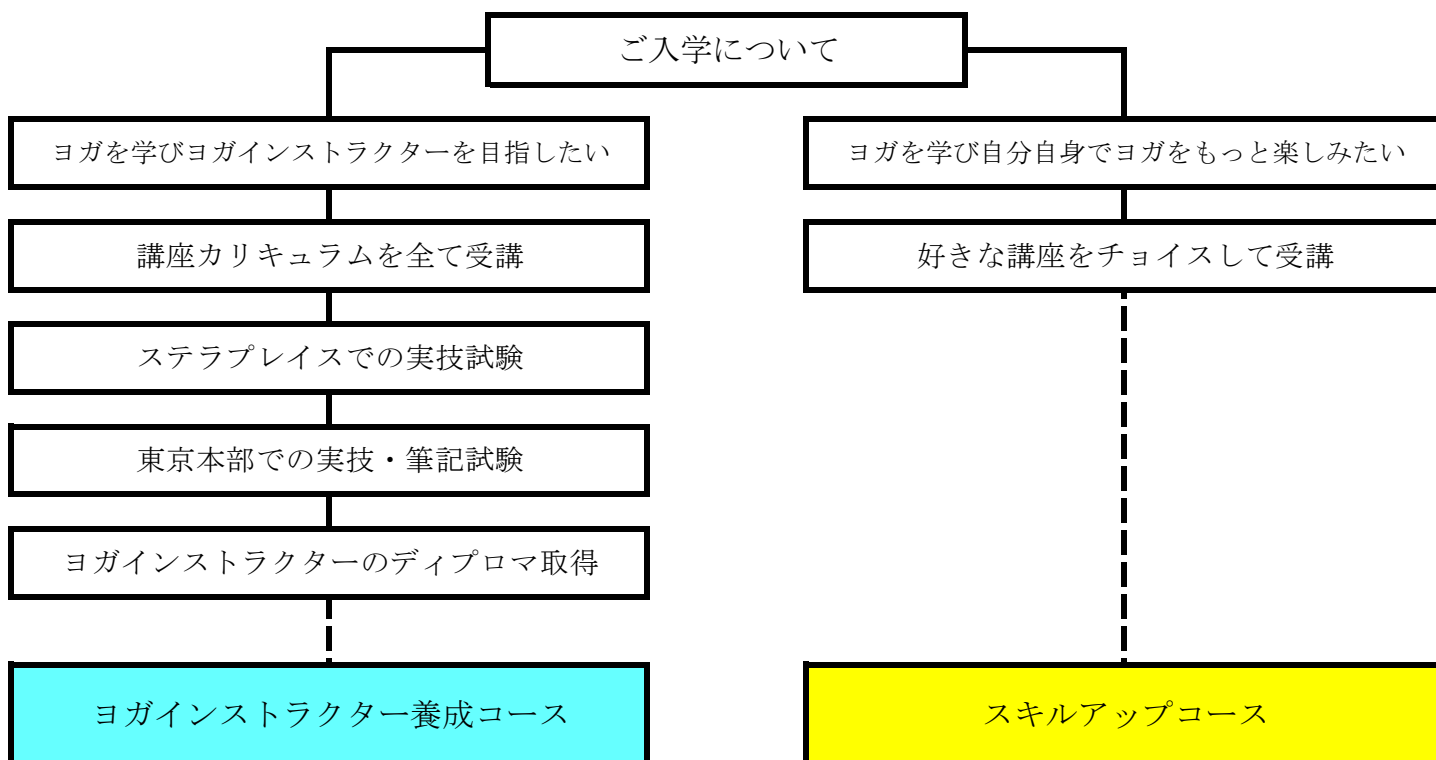 ご入学について
ヨガを学びヨガインストラクターを目指したい
講座カリキュラムを全て受講
ステラプレイスでの実技試験
東京本部での実技・筆記試験
ヨガインストラクターのディプロマ取得
ヨガインストラクター養成コース
ヨガを学び自分自身でヨガをもっと楽しみたい
好きな講座をチョイスして受講
スキルアップコース